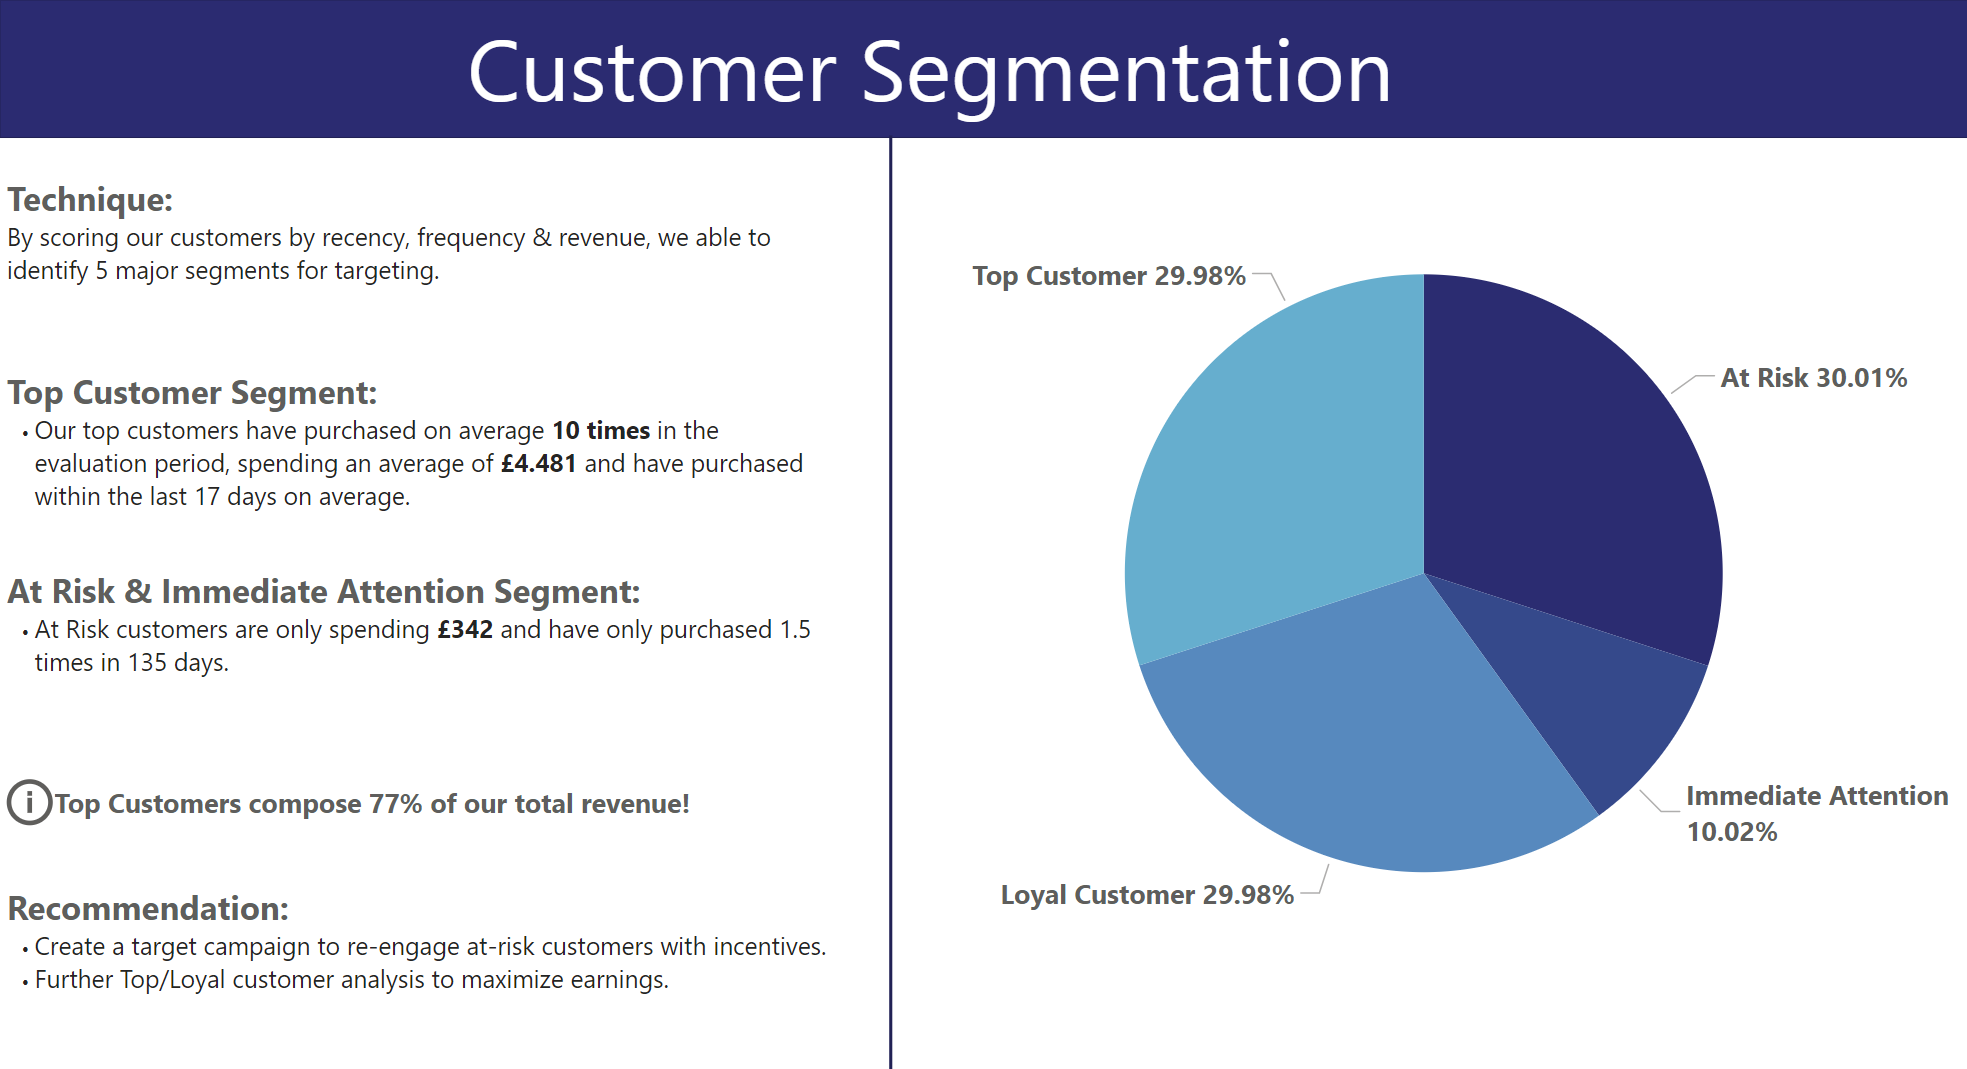 Customer Segmentation
Technique:
By scoring our customers by recency, frequency & revenue, we able to
identify 5 major segments for targeting.
Top Customer Segment:
• Our top customers have purchased on average 10 times in the
evaluation period, spending an average of £4.481 and have purchased
within the last 17 days on average.
At Risk & Immediate Attention Segment:
• At Risk customers are only spending £342 and have only purchased 1.5
times in 135 days.
i Top Customers compose 77% of our total revenue!
Recommendation:
• Create a target campaign to re-engage at-risk customers with incentives.
• Further Top/Loyal customer analysis to maximize earnings.
Top Customer 29.98%
At Risk 30.01%
Immediate Attention
10.02%
Loyal Customer 29.98%